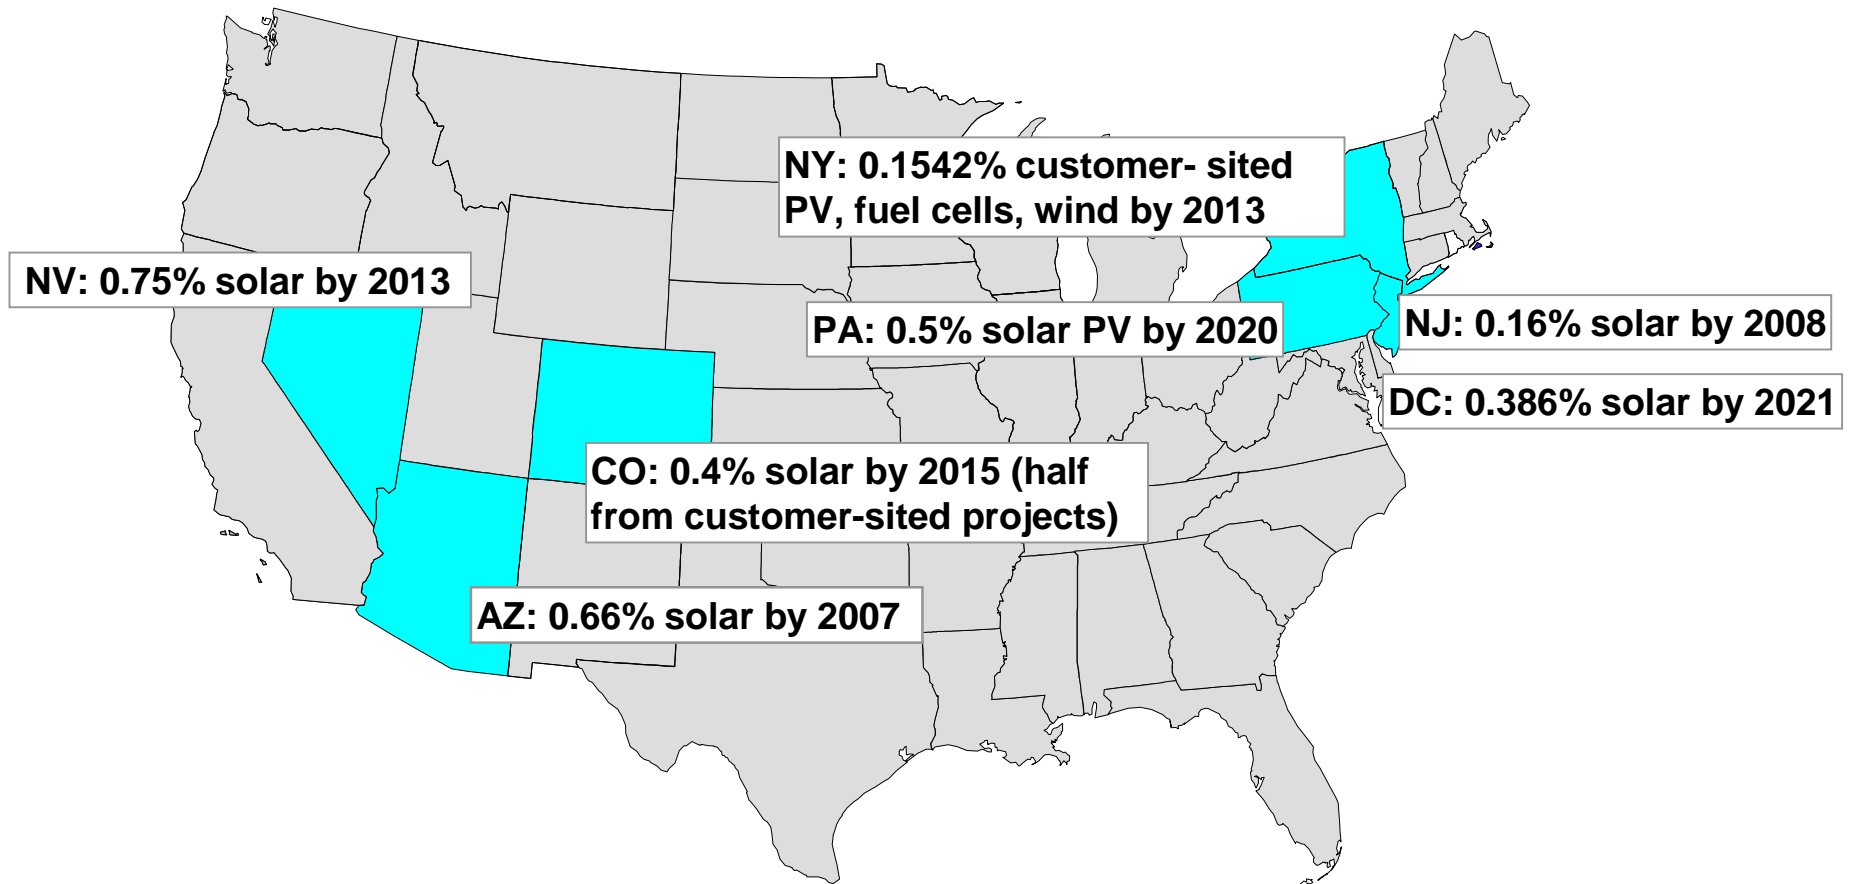 NY: 0.1542% customer- sited
PV, fuel cells, wind by 2013
NV: 0.75% solar by 2013
PA: 0.5% solar PV by 2020
NJ: 0.16% solar by 2008
DC: 0.386% solar by 2021
CO: 0.4% solar by 2015 (half
from customer-sited projects)
AZ: 0.66% solar by 2007